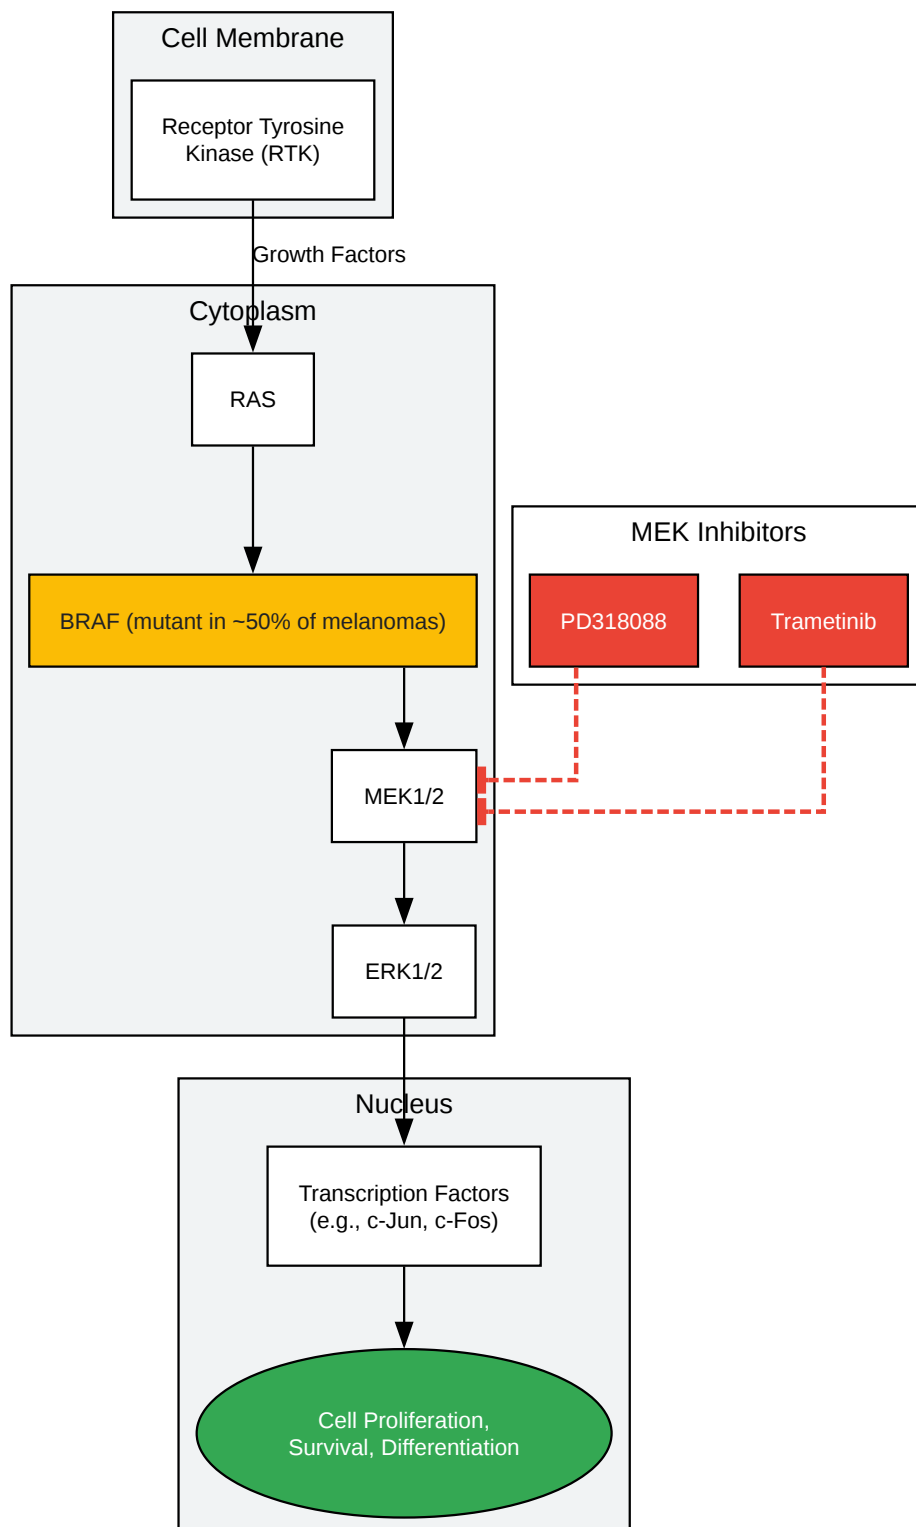 Cell Membrane
Receptor Tyrosine
Kinase (RTK)
Growth Factors
Cytoplasm
RAS
MEK Inhibitors
BRAF (mutant in ~50% of melanomas)
PD318088
Trametinib
MEK1/2
ERK1/2
Nucleus
Transcription Factors
(e.g., c-Jun, c-Fos)
Cell Proliferation,
Survival, Differentiation